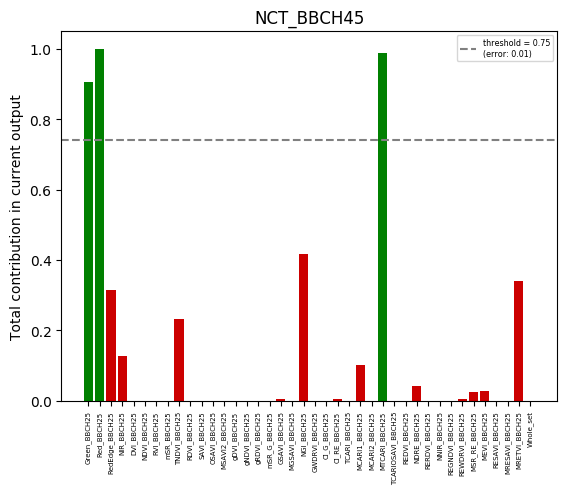 NCT_BBCH45
Total contribution in current output
1.0
0.8
0.6
0.4
0.2
0.0
threshold = 0.75
(error: 0.01)
Green_BBCH25
Red_BBCH25
RedEdge_BBCH25
NIR_BBCH25
DVI_BBCH25
NDVI_BBCH25
RVI_BBCH25
mSR_BBCH25
TNDVI_BBCH25
RDVI_BBCH25
SAVI_BBCH25
OSAVI_BBCH25
MSAVI2_BBCH25
gDVI_BBCH25
gNDVI_BBCH25
gRDVI_BBCH25
mSR_G_BBCH25
GSAVI_BBCH25
MGSAVI_BBCH25
NGI_BBCH25
GWDRVI_BBCH25
CI_G_BBCH25
CI_RE_BBCH25
TCARI_BBCH25
MCARI1_BBCH25
MCARI2_BBCH25
MTCARI_BBCH25
TCARIOSAVI_BBCH25
REDVI_BBCH25
NDRE_BBCH25
RERDVI_BBCH25
NNIR_BBCH25
REGNDVI_BBCH25
REWDRVI_BBCH25
MSR_RE_BBCH25
MEVI_BBCH25
RESAVI_BBCH25
MRESAVI_BBCH25
MRETVI_BBCH25
Whole_set